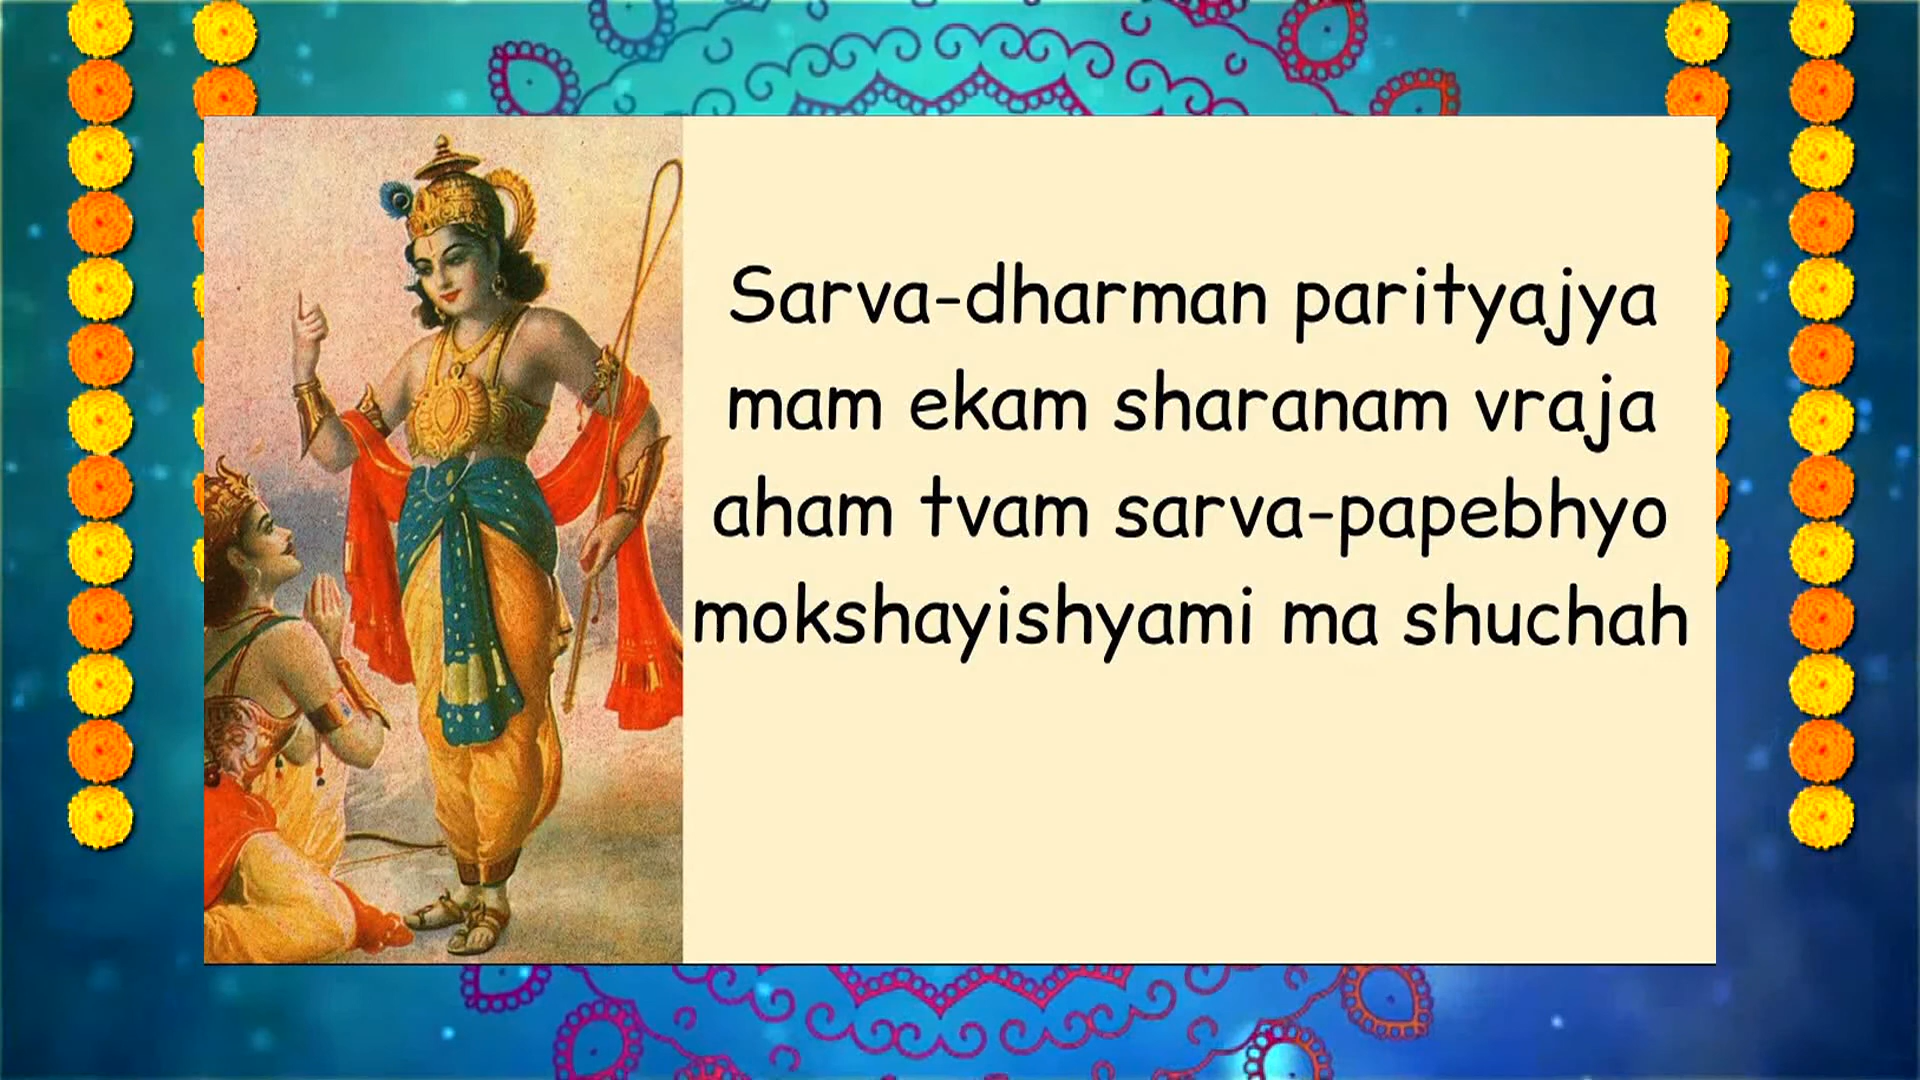 Sarva-dharman parityajya
mam ekam sharanam vraja
aham tvam sarva-papebhyo
mokshayishyami ma shuchah